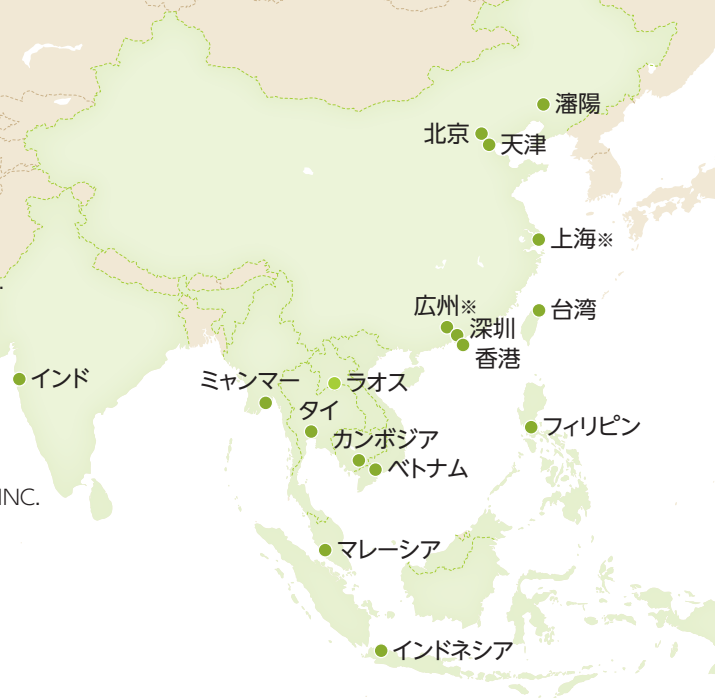 瀋陽
北京
天津
上海※
.
広州※
台湾
深圳
香港
インド
ミャンマー
ラオス
タイ
フィリピン
カンボジア
ベトナム
INC.
マレーシア
インドネシア